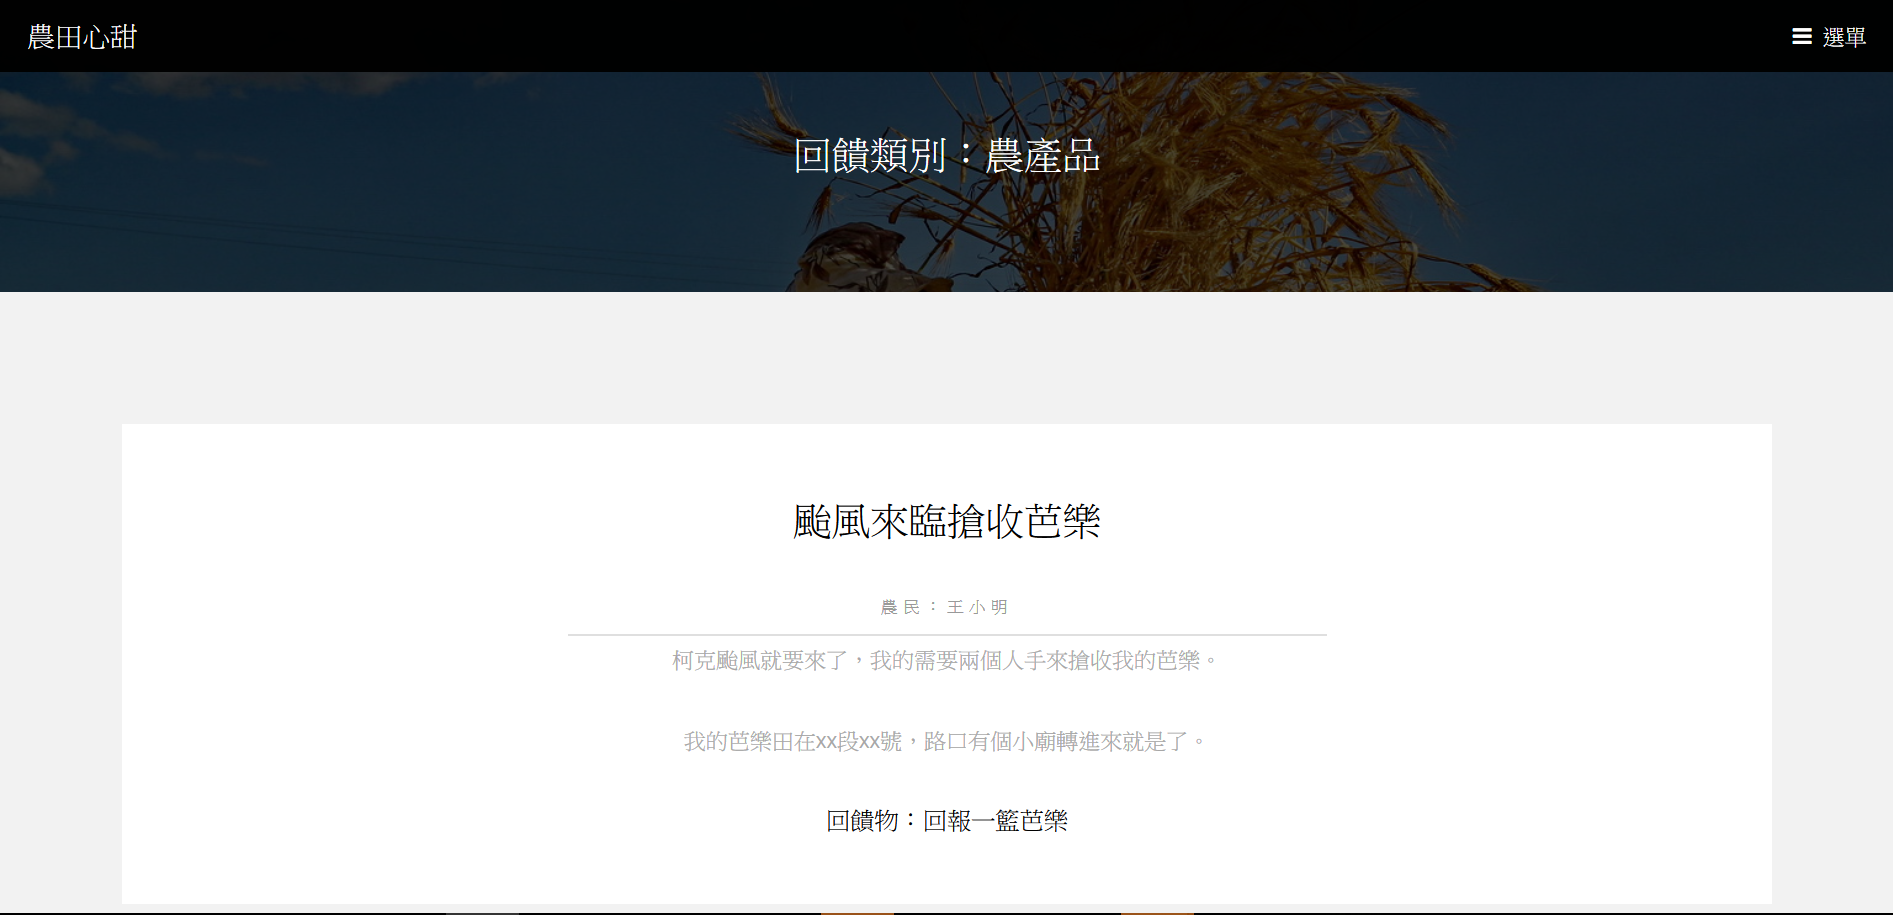 農田心甜
選單
回饋類別：農產品
颱風來臨搶收芭樂
農民：王小明
柯克颱風就要來了，我的需要兩個人手來搶收我的芭樂。
我的芭樂田在xx段xx號，路口有個小廟轉進來就是了。
回饋物：回報一籃芭樂